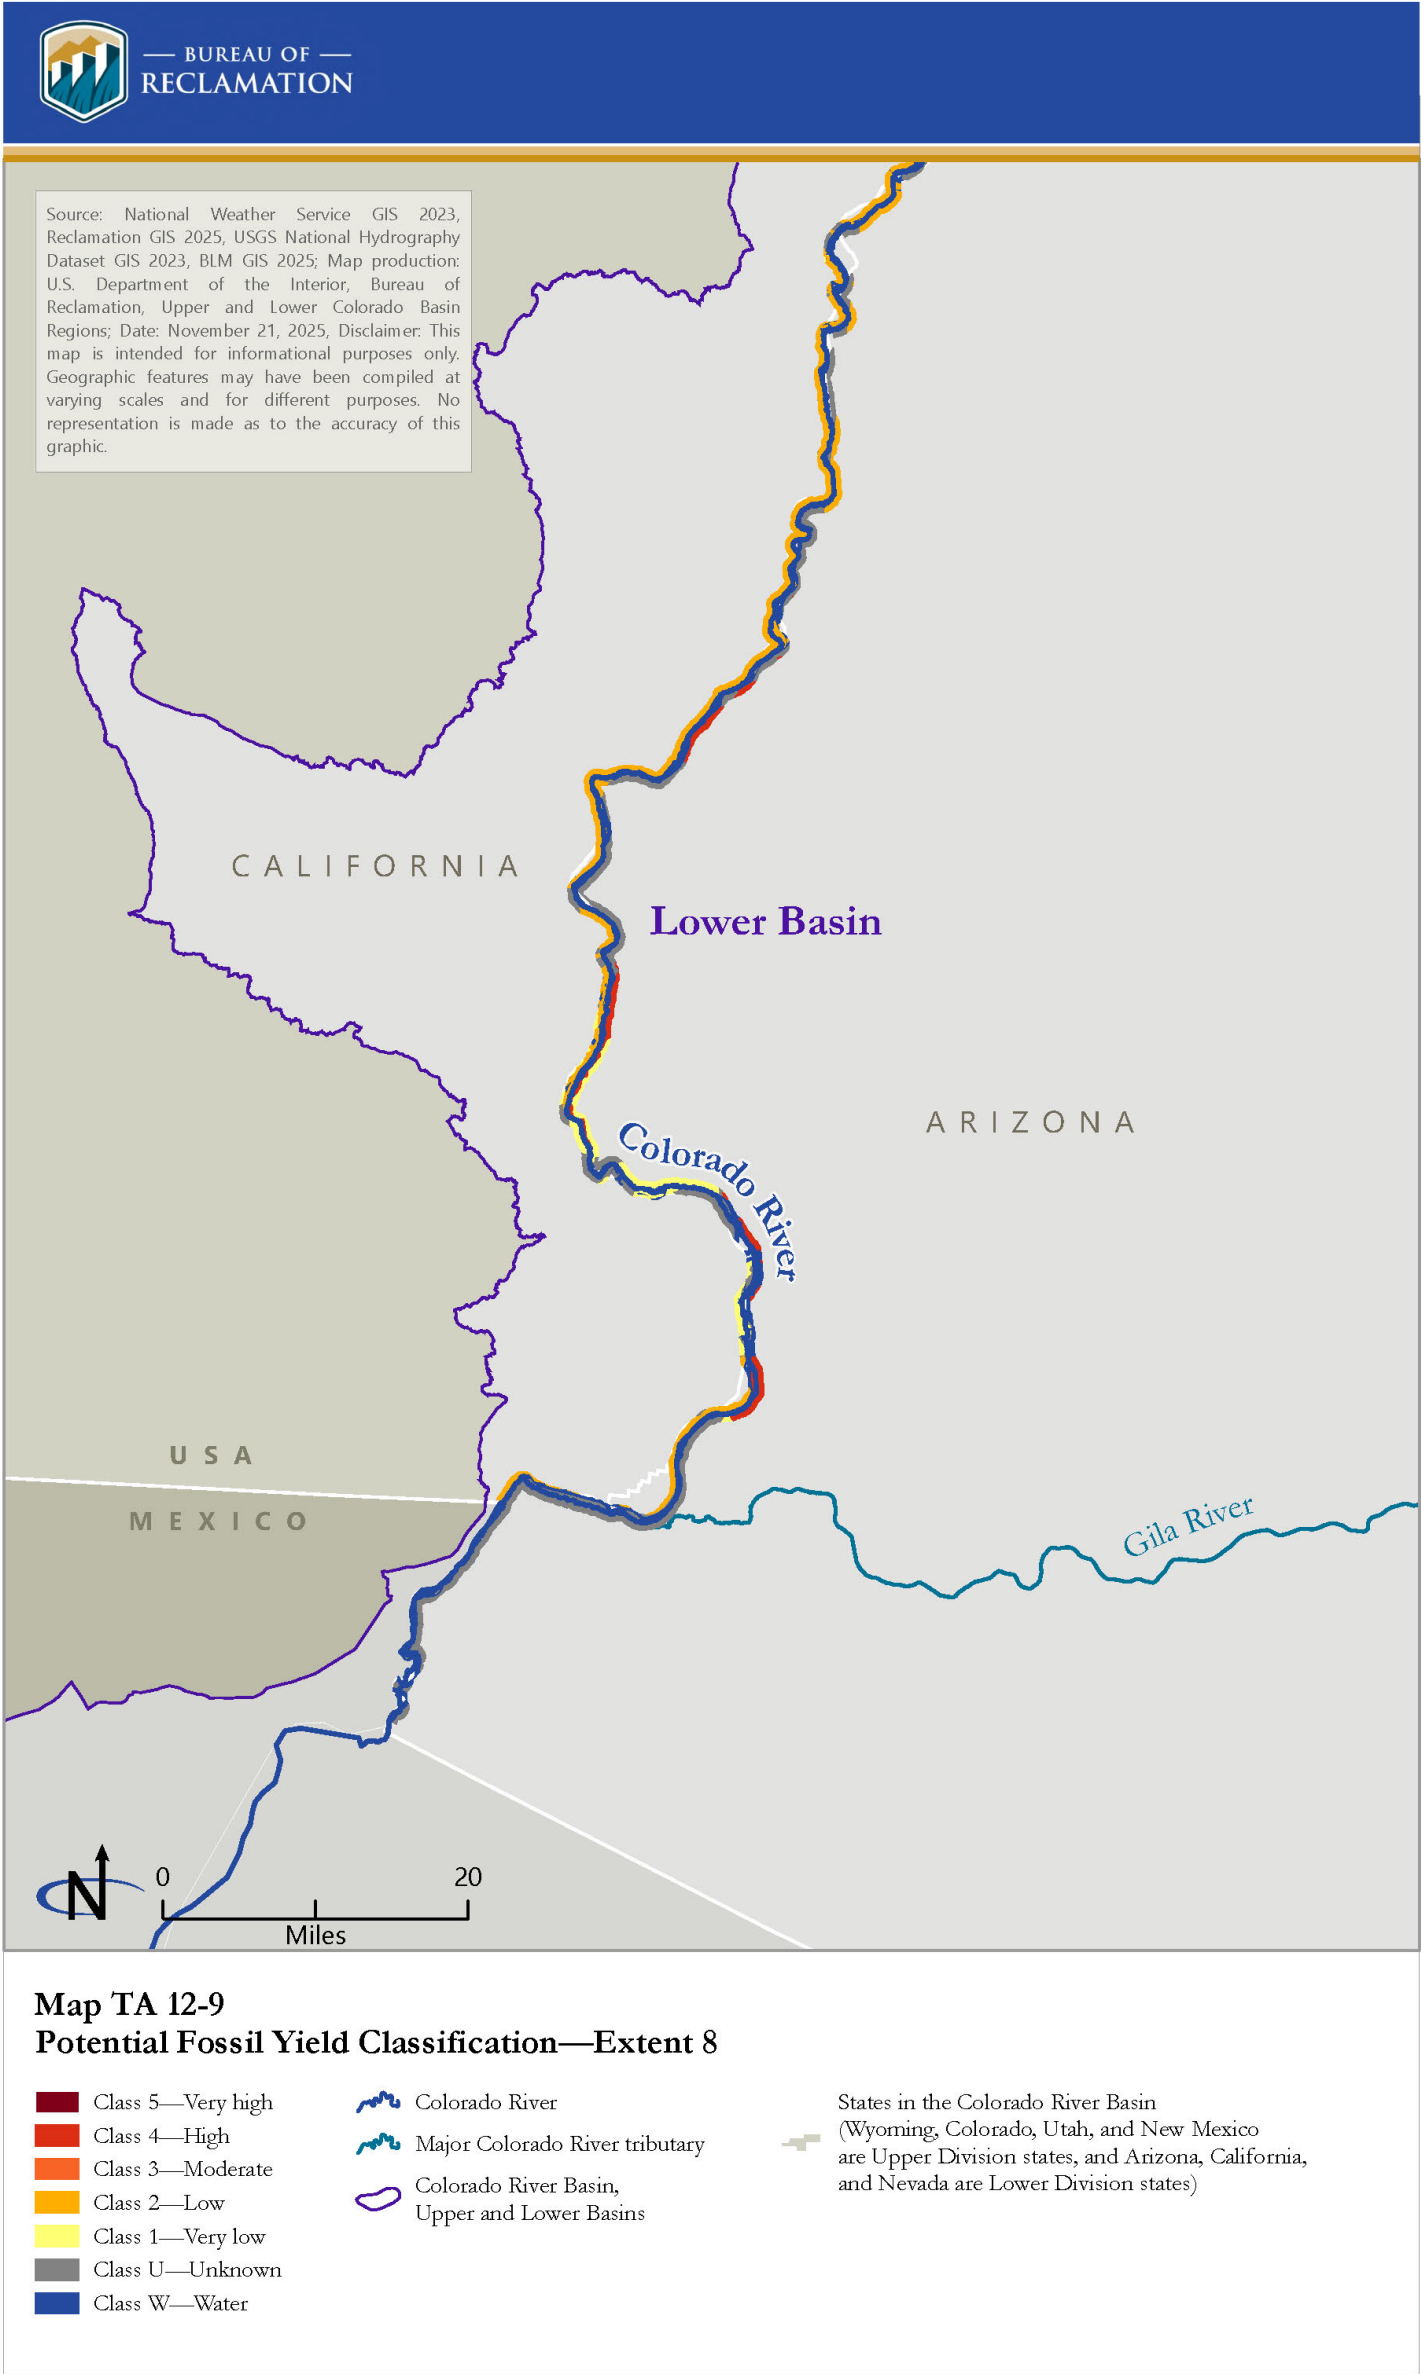 BUREAU OF
RECLAMATION
Source: National Weather Service GIS 2023,
Reclamation GIS 2025, USGS National Hydrography
Dataset GIS 2023, BLM GIS 2025; Map production:
U.S. Department of the Interior, Bureau of
Reclamation, Upper and Lower Colorado Basin
Regions; Date: November 21, 2025, Disclaimer: This
map is intended for informational purposes only.
Geographic features may have been compiled at
varying scales and for different purposes. No
representation is made as to the accuracy of this
graphic.
CALIFORNIA
Lower Basin
ARIZONA
Colorado River
USA
MEXICO
Gila River
N
0 20
Miles
Map TA 12-9
Potential Fossil Yield Classification—Extent 8
Class 5—Very high
Class 4—High
Class 3—Moderate
Class 2—Low
Class 1—Very low
Class U—Unknown
Class W—Water
Colorado River
Major Colorado River tributary
Colorado River Basin,
Upper and Lower Basins
States in the Colorado River Basin
(Wyoming, Colorado, Utah, and New Mexico
are Upper Division states, and Arizona, California,
and Nevada are Lower Division states)